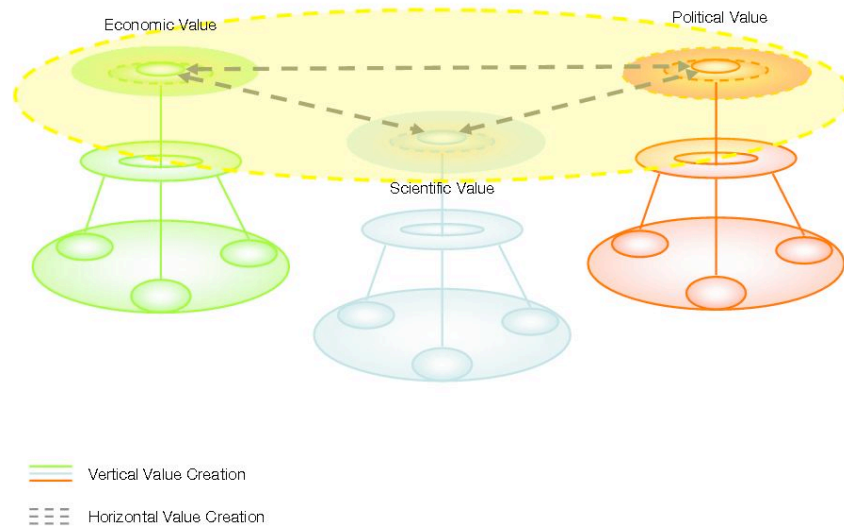 Economic Value
Political Value
Scientific Value
Vertical Value Creation
Horizontal Value Creation